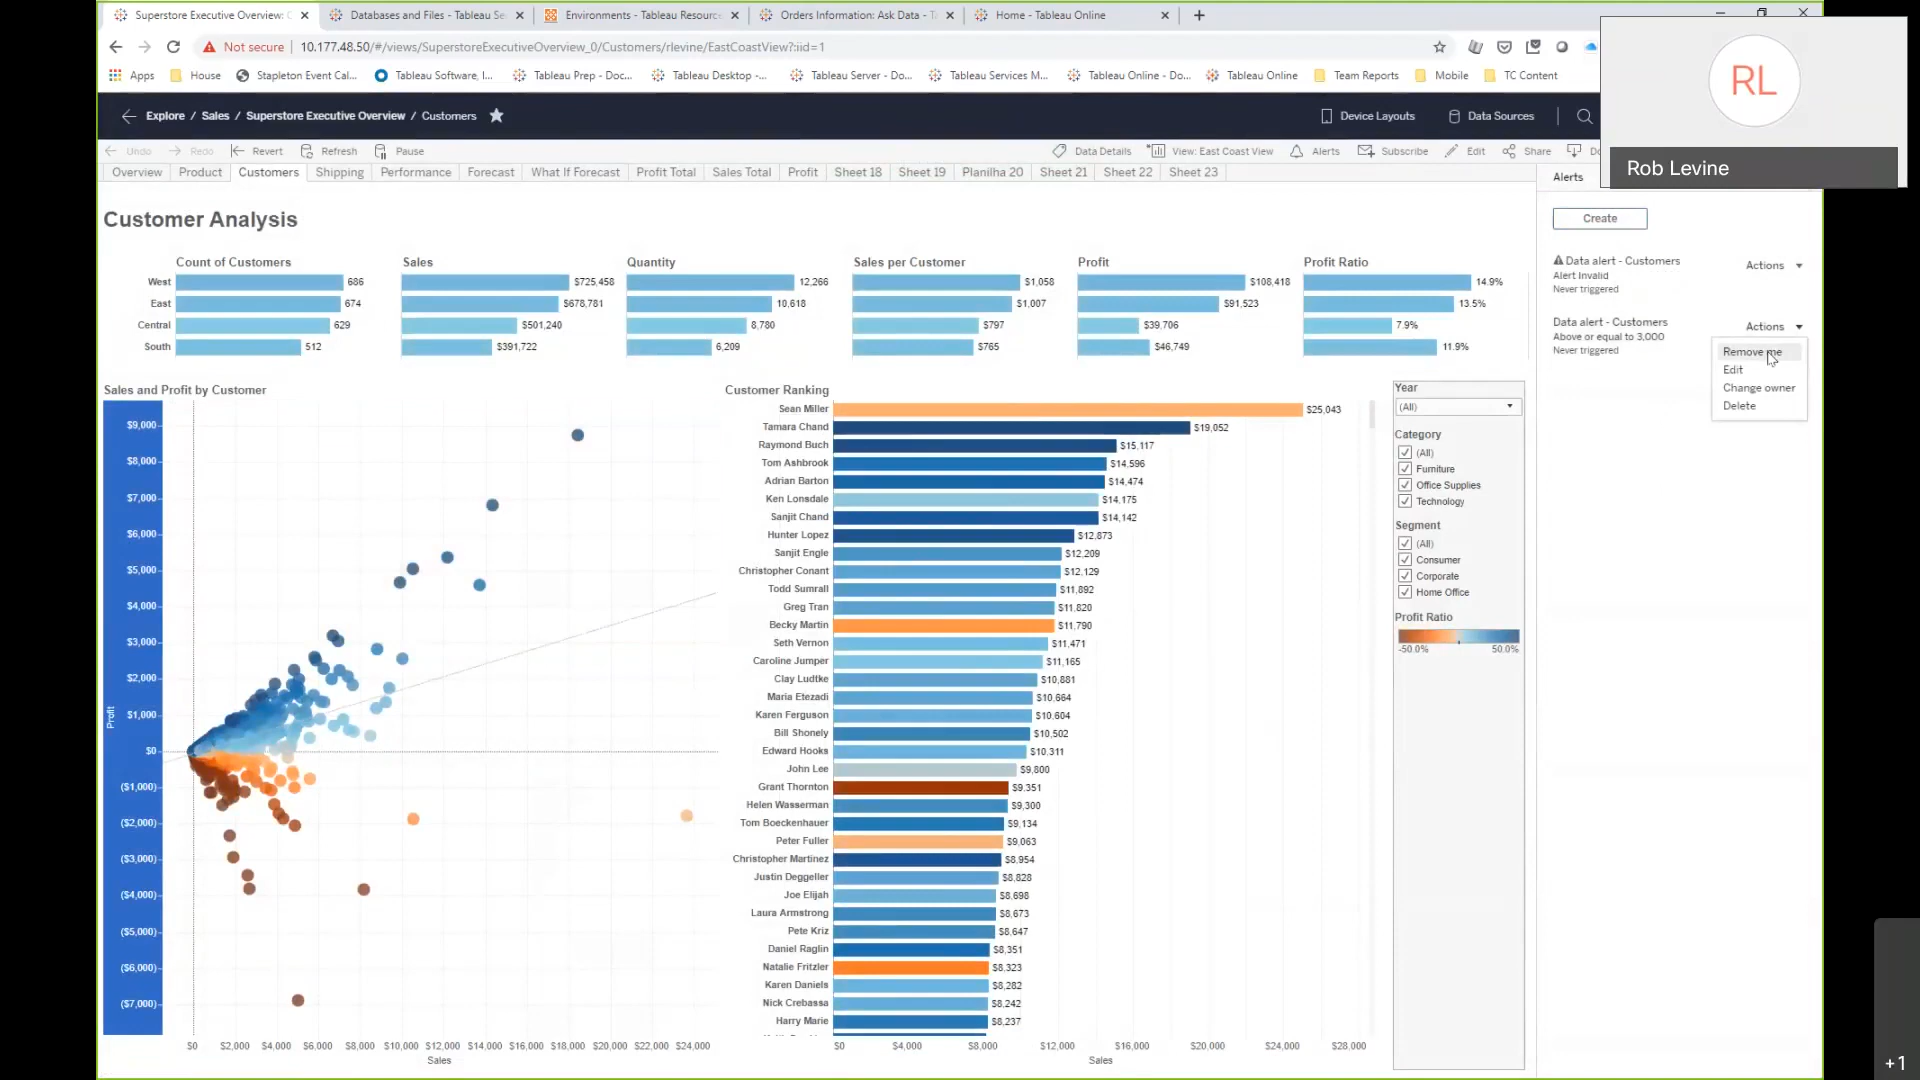 Superstore Executive Overview: C
Databases and Files - Tableau Se
Environments - Tableau Resourc
Orders Information: Ask Data - T
Home - Tableau Online
Not secure
10.177.48.50/#/views/SuperstoreExecutiveOverview_0/Customers/rlevine/EastCoastView?:iid=1
Apps House Stapleton Event Cal... Tableau Software, I... Tableau Prep - Doc... Tableau Desktop -... Tableau Server - Do... Tableau Services M... Tableau Online - Do... Tableau Online Team Reports Mobile TC Content
RL
Rob Levine
Explore / Sales / Superstore Executive Overview / Customers
Device Layouts Data Sources
Undo Redo Revert Refresh Pause
Data Details View: East Coast View Alerts Subscribe Edit Share
Overview Product Customers Shipping Performance Forecast What If Forecast Profit Total Sales Total Profit Sheet 18 Sheet 19 Planilha 20 Sheet 21 Sheet 22 Sheet 23
Alerts
Create
Data alert - Customers
Alert Invalid
Never triggered
Actions
Data alert - Customers
Above or equal to 3,000
Never triggered
Actions
Remove me
Edit
Change owner
Delete
Customer Analysis
Count of Customers Sales Quantity Sales per Customer Profit Profit Ratio
West 686 $725,458 12,266 $1,058 $108,418 14.9%
East 674 $678,781 10,618 $1,007 $91,523 13.5%
Central 629 $501,240 8,780 $797 $39,706 7.9%
South 512 $391,722 6,209 $765 $46,749 11.9%
Sales and Profit by Customer
$9,000
$8,000
$7,000
$6,000
$5,000
$4,000
$3,000
$2,000
$1,000
$0
($1,000)
($2,000)
($3,000)
($4,000)
($5,000)
($6,000)
($7,000)
Profit
$0 $2,000 $4,000 $6,000 $8,000 $10,000 $12,000 $14,000 $16,000 $18,000 $20,000 $22,000 $24,000
Sales
Customer Ranking
Sean Miller $25,043
Tamara Chand $19,052
Raymond Buch $15,117
Tom Ashbrook $14,596
Adrian Barton $14,474
Ken Lonsdale $14,175
Sanjit Chand $14,142
Hunter Lopez $12,873
Sanjit Engle $12,209
Christopher Conant $12,129
Todd Sumrall $11,892
Greg Tran $11,820
Becky Martin $11,790
Seth Vernon $11,471
Caroline Jumper $11,165
Clay Ludtke $10,881
Maria Etezadi $10,664
Karen Ferguson $10,604
Bill Shonely $10,502
Edward Hooks $10,311
John Lee $9,800
Grant Thornton $9,351
Helen Wasserman $9,300
Tom Boeckenhauer $9,134
Peter Fuller $9,063
Christopher Martinez $8,954
Justin Deggeller $8,828
Joe Elijah $8,698
Laura Armstrong $8,673
Pete Kriz $8,647
Daniel Raglin $8,351
Natalie Fritzler $8,323
Karen Daniels $8,282
Nick Crebassa $8,242
Harry Marie $8,237
$0 $4,000 $8,000 $12,000 $16,000 $20,000 $24,000 $28,000
Sales
Year
(All)
Category
(All)
Furniture
Office Supplies
Technology
Segment
(All)
Consumer
Corporate
Home Office
Profit Ratio
-50.0% 50.0%
+1